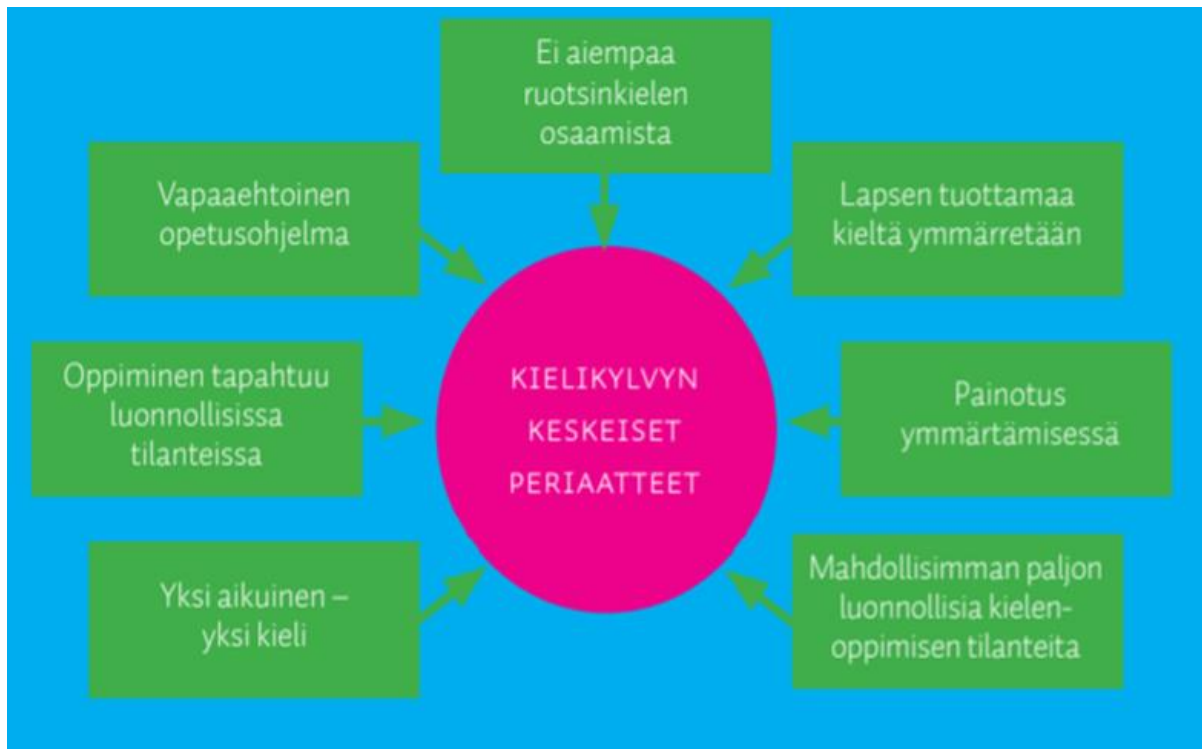 Ei aiempaa
ruotsinkielen
osaamista
Vapaaehtoinen
opetusohjelma
Lapsen tuottamaa
kieltä ymmärretään
Oppiminen tapahtuu
luonnollisissa
tilanteissa
KIELIKYLVYN
KESKEISET
PERIAATTEET
Painotus
ymmärtämisessä
Yksi aikuinen –
yksi kieli
Mahdollisimman paljon
luonnollisia kielen-
oppimisen tilanteita